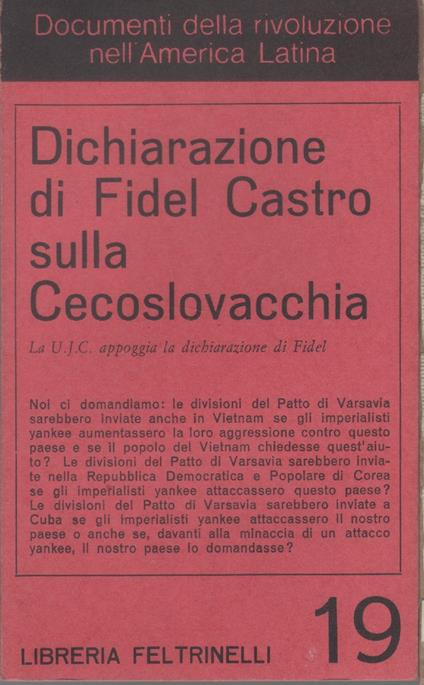 Documenti della rivoluzione
nell'America Latina
Dichiarazione
di Fidel Castro
sulla
Cecoslovacchia
La U.J.C. appoggia la dichiarazione di Fidel
Noi ci domandiamo: le divisioni del Patto di Varsavia
sarebbero inviate anche in Vietnam se gli imperialisti
yankee aumentassero la loro aggressione contro questo
paese e se il popolo del Vietnam chiedesse quest'aiu-
to? Le divisioni del Patto di Varsavia sarebbero invia-
te nella Repubblica Democratica e Popolare di Corea
se gli imperialisti yankee attaccassero questo paese?
Le divisioni del Patto di Varsavia sarebbero inviate a
Cuba se gli imperialisti yankee attaccassero il nostro
paese o anche se, davanti alla minaccia di un attacco
yankee, il nostro paese lo domandasse?
LIBRERIA FELTRINELLI
19